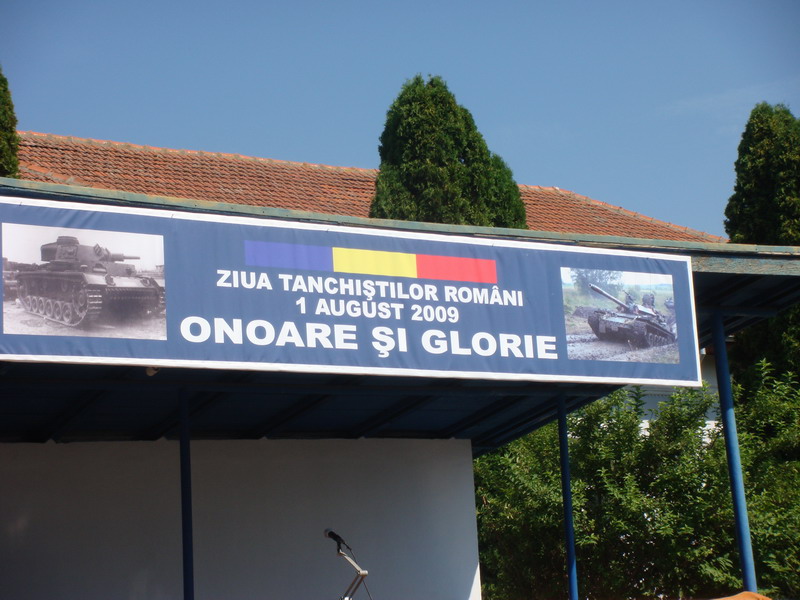 ZIUA TANCHIŞTILOR ROMÂNI
1 AUGUST 2009
ONOARE ŞI GLORIE